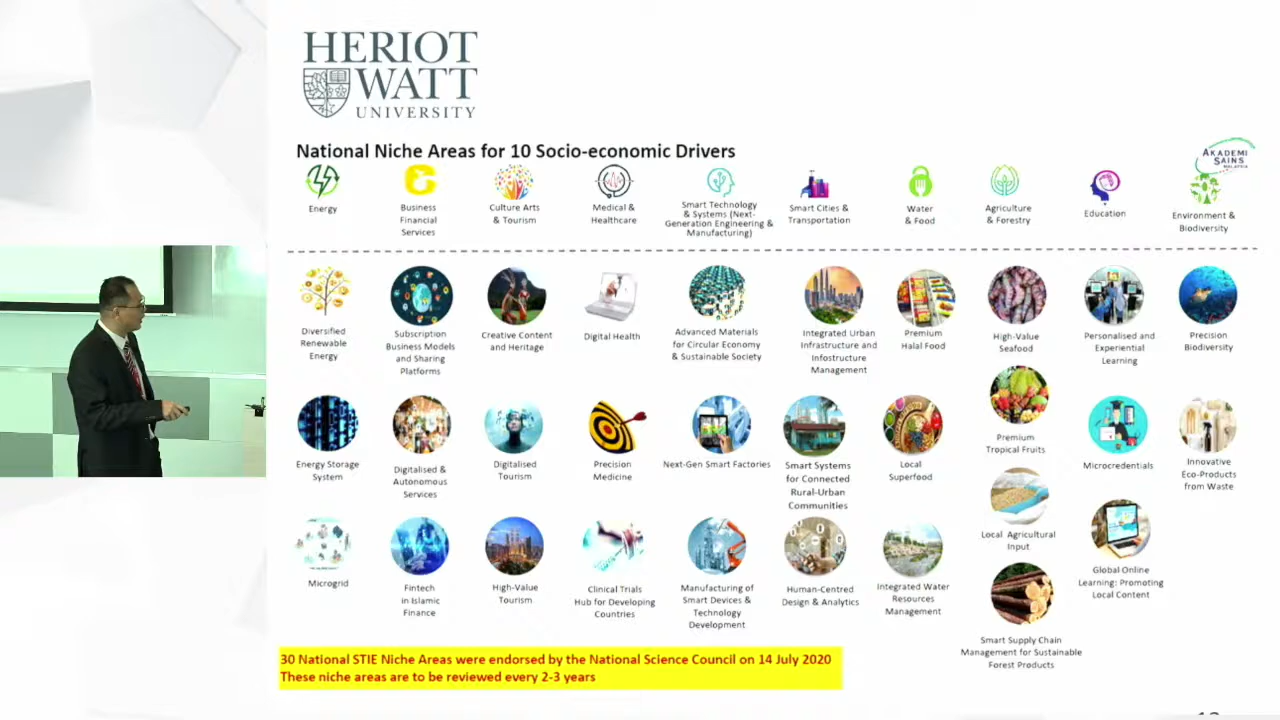 HERIOT
WATT
UNIVERSITY
National Niche Areas for 10 Socio-economic Drivers
AKADEMI
SAINS
MALAYSIA
Energy
Business
Financial
Services
Culture Arts
& Tourism
Medical &
Healthcare
Smart Technology
& Systems (Next-
Generation Engineering &
Manufacturing)
Smart Cities &
Transportation
Water
& Food
Agriculture
& Forestry
Education
Environment &
Biodiversity
Diversified
Renewable
Energy
Subscription
Business Models
and Sharing
Platforms
Creative Content
and Heritage
Digital Health
Advanced Materials
for Circular Economy
& Sustainable Society
Integrated Urban
Infrastructure and
Infostructure
Management
Premium
Halal Food
High-Value
Seafood
Personalised and
Experiential
Learning
Precision
Biodiversity
Energy Storage
System
Digitalised &
Autonomous
Services
Digitalised
Tourism
Precision
Medicine
Next-Gen Smart Factories
Smart Systems
for Connected
Rural-Urban
Communities
Local
Superfood
Premium
Tropical Fruits
Microcredentials
Innovative
Eco-Products
from Waste
Microgrid
Fintech
in Islamic
Finance
High-Value
Tourism
Clinical Trials
Hub for Developing
Countries
Manufacturing of
Smart Devices &
Technology
Development
Human-Centred
Design & Analytics
Integrated Water
Resources
Management
Local Agricultural
Input
Global Online
Learning: Promoting
Local Content
Smart Supply Chain
Management for Sustainable
Forest Products
30 National STIE Niche Areas were endorsed by the National Science Council on 14 July 2020
These niche areas are to be reviewed every 2-3 years